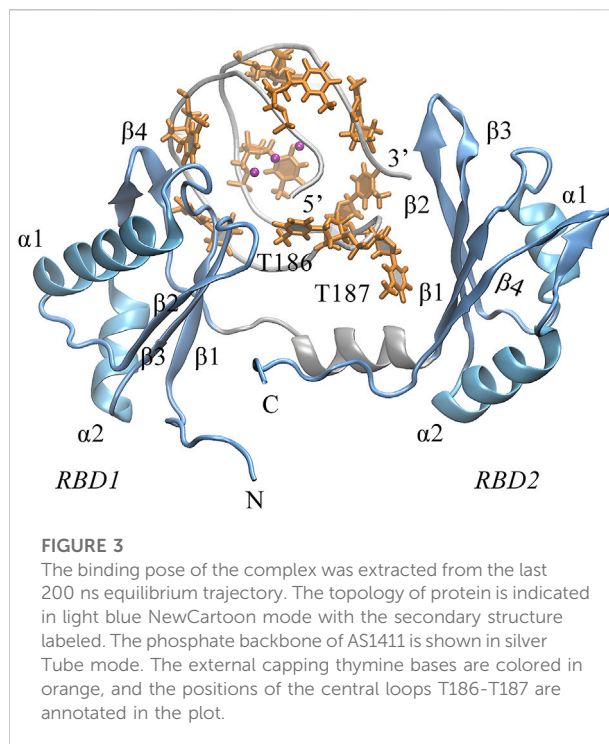 β4
β3
3’
α1
5’
β2
α1
T186
β2
T187
β1
β4
β3
β1
C
α2
α2
RBD1
N
RBD2
FIGURE 3
The binding pose of the complex was extracted from the last
200 ns equilibrium trajectory. The topology of protein is indicated
in light blue NewCartoon mode with the secondary structure
labeled. The phosphate backbone of AS1411 is shown in silver
Tube mode. The external capping thymine bases are colored in
orange, and the positions of the central loops T186-T187 are
annotated in the plot.